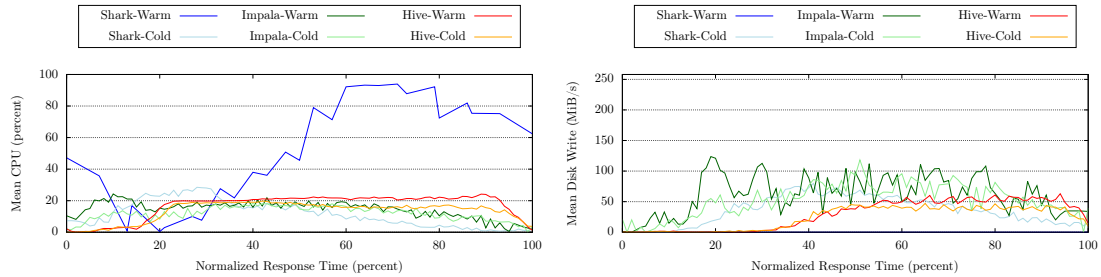 Shark-Warm Impala-Warm Hive-Warm
Shark-Cold Impala-Cold Hive-Cold
Mean CPU (percent)
100
80
60
40
20
0
0 20 40 60 80 100
Normalized Response Time (percent)
Shark-Warm Impala-Warm Hive-Warm
Shark-Cold Impala-Cold Hive-Cold
Mean Disk Write (MiB/s)
250
200
150
100
50
0
0 20 40 60 80 100
Normalized Response Time (percent)